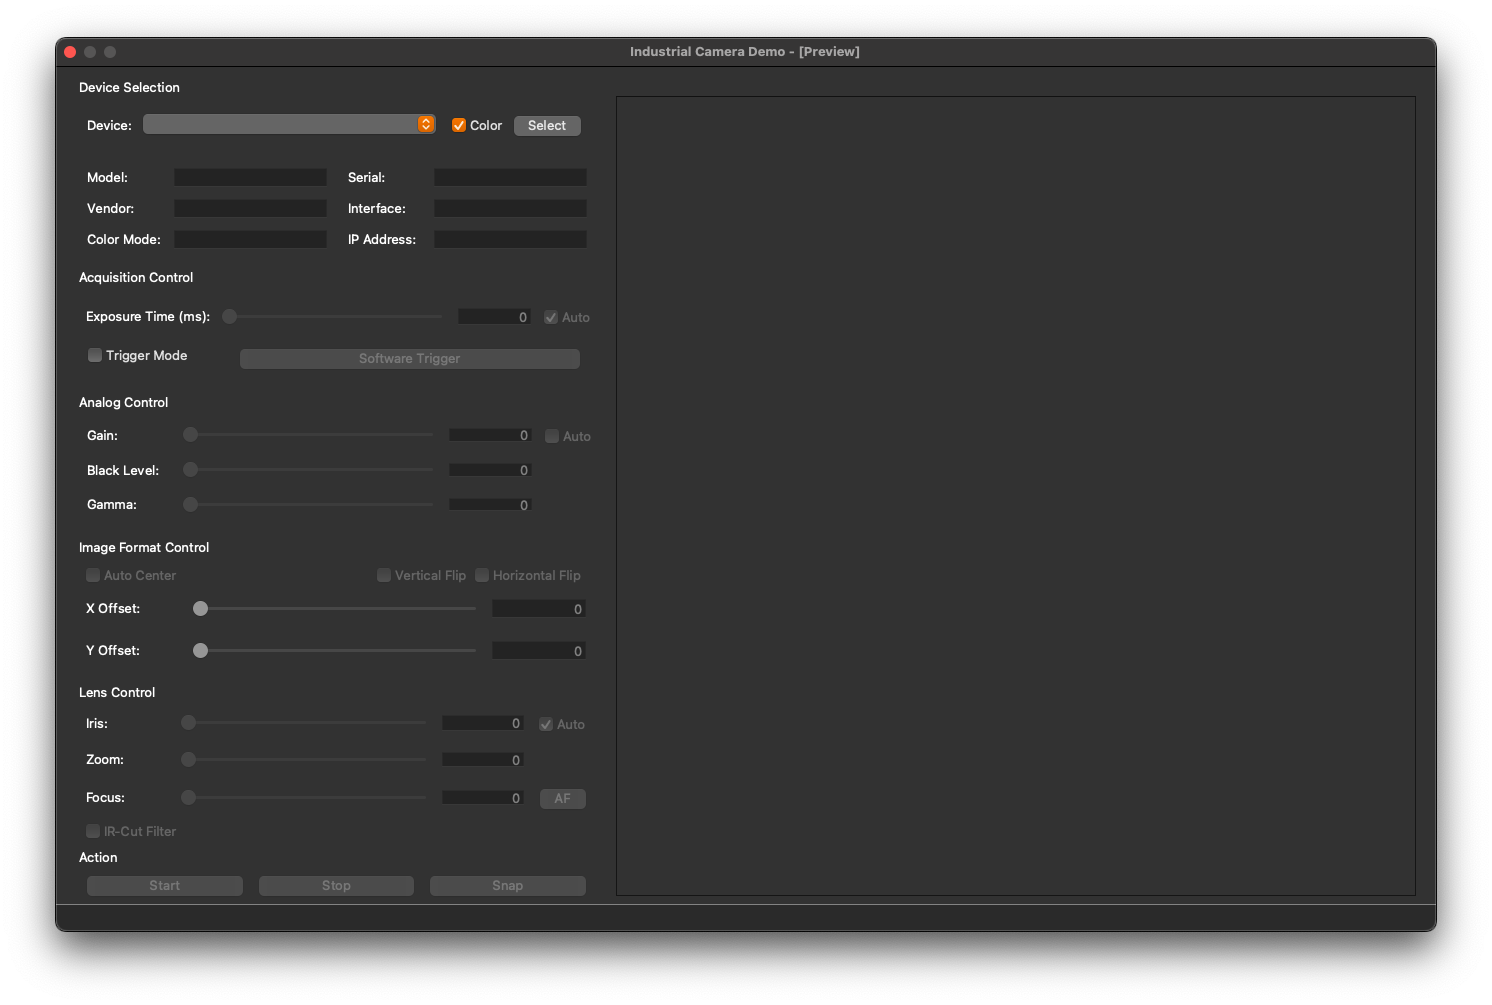 Industrial Camera Demo - [Preview]
Device Selection
Device: Color Select
Model: Serial:
Vendor: Interface:
Color Mode: IP Address:
Acquisition Control
Exposure Time (ms): 0 Auto
Trigger Mode Software Trigger
Analog Control
Gain: 0 Auto
Black Level: 0
Gamma: 0
Image Format Control
Auto Center Vertical Flip Horizontal Flip
X Offset: 0
Y Offset: 0
Lens Control
Iris: 0 Auto
Zoom: 0
Focus: 0 AF
IR-Cut Filter
Action
Start Stop Snap